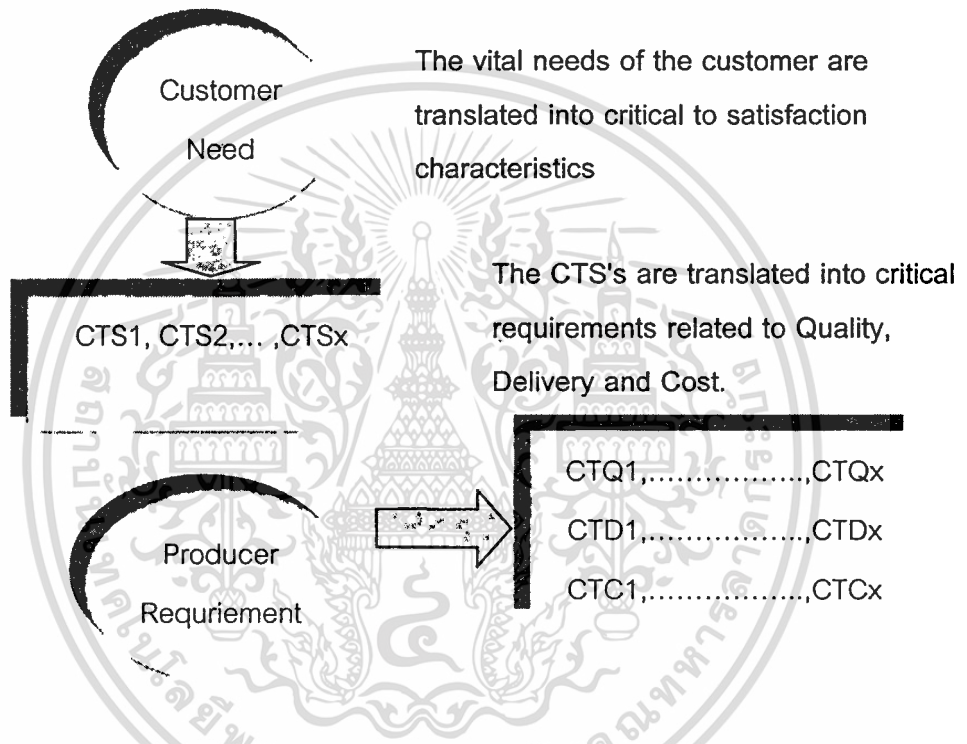 Customer
Need
The vital needs of the customer are
translated into critical to satisfaction
characteristics
CTS1, CTS2,... ,CTSx
The CTS's are translated into critical
requirements related to Quality,
Delivery and Cost.
Producer
Requriement
CTQ1,................,CTQx
CTD1,................,CTDx
CTC1,................,CTCx